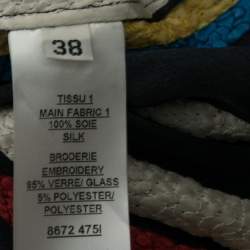 38
TISSU 1
MAIN FABRIC 1
100% SOIE
SILK
BRODERIE
EMBROIDERY
95% VERRE/ GLASS
5% POLYESTER/
POLYESTER
8672 475I